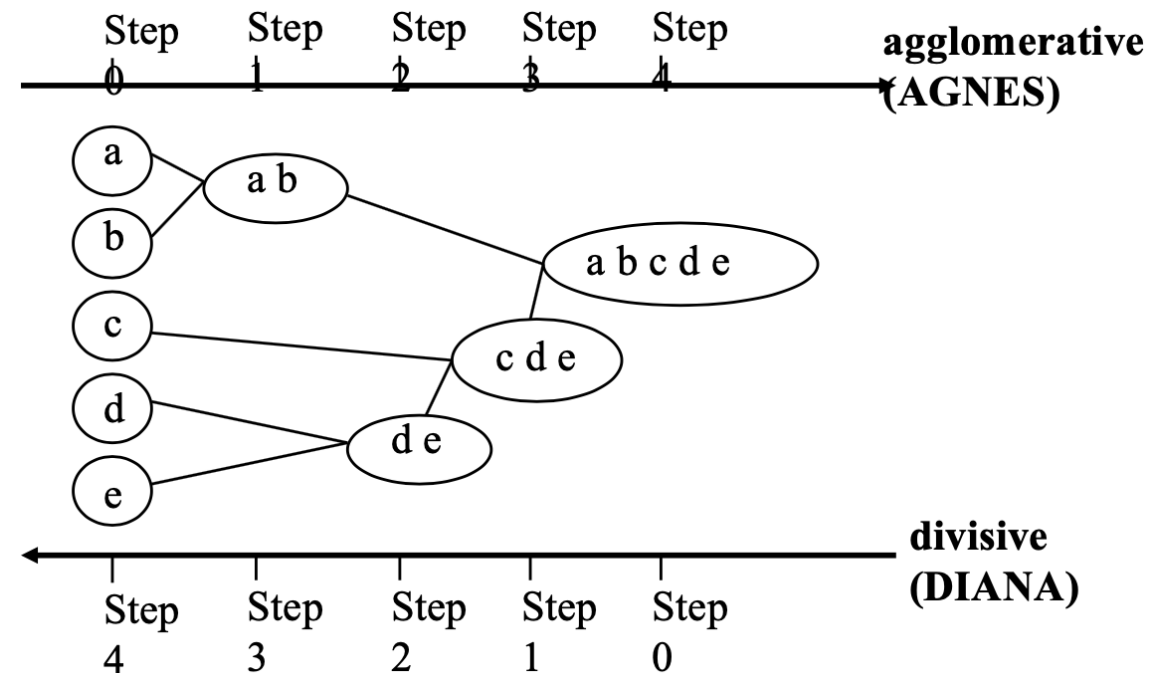 Step Step Step Step Step
0 1 2 3 4
agglomerative
(AGNES)
a
a b
b
a b c d e
c
c d e
d
d e
e
divisive
(DIANA)
Step Step Step Step Step
4 3 2 1 0